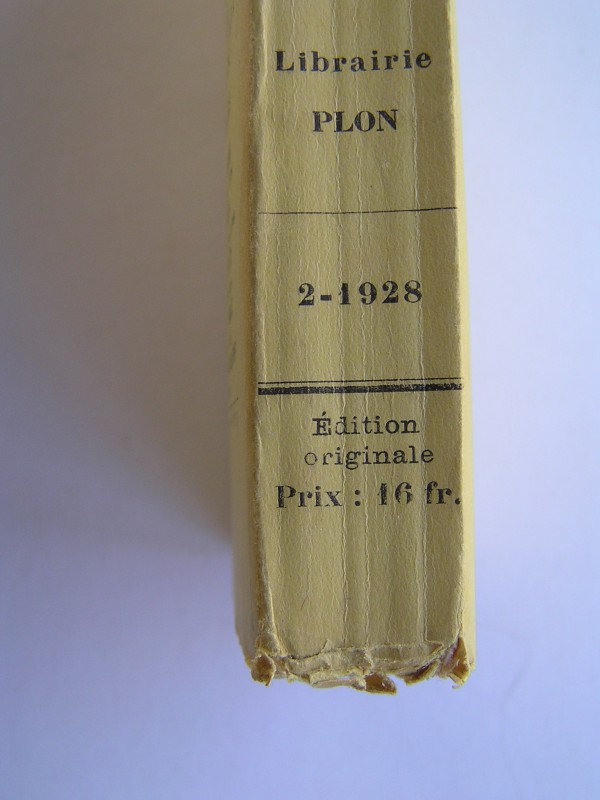 Librairie
PLON
2-1928
Édition
originale
Prix : 16 fr.